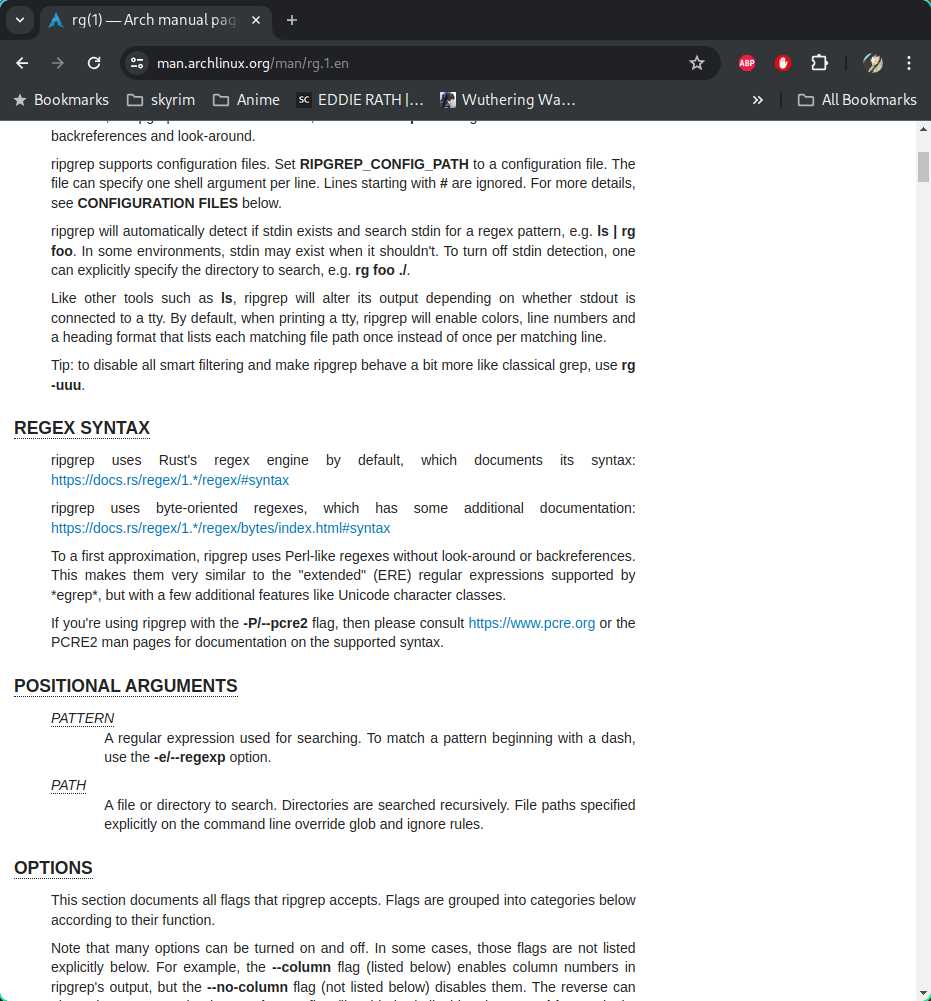 rg(1) — Arch manual pag
man.archlinux.org/man/rg.1.en
ABP
Bookmarks
skyrim
Anime
SC EDDIE RATH |...
Wuthering Wa...
»
All Bookmarks
backreferences and look-around.
ripgrep supports configuration files. Set RIPGREP_CONFIG_PATH to a configuration file. The
file can specify one shell argument per line. Lines starting with # are ignored. For more details,
see CONFIGURATION FILES below.
ripgrep will automatically detect if stdin exists and search stdin for a regex pattern, e.g. ls | rg
foo. In some environments, stdin may exist when it shouldn't. To turn off stdin detection, one
can explicitly specify the directory to search, e.g. rg foo ./.
Like other tools such as ls, ripgrep will alter its output depending on whether stdout is
connected to a tty. By default, when printing a tty, ripgrep will enable colors, line numbers and
a heading format that lists each matching file path once instead of once per matching line.
Tip: to disable all smart filtering and make ripgrep behave a bit more like classical grep, use rg
-uuu.
REGEX SYNTAX
ripgrep uses Rust's regex engine by default, which documents its syntax:
https://docs.rs/regex/1.*/regex/#syntax
ripgrep uses byte-oriented regexes, which has some additional documentation:
https://docs.rs/regex/1.*/regex/bytes/index.html#syntax
To a first approximation, ripgrep uses Perl-like regexes without look-around or backreferences.
This makes them very similar to the "extended" (ERE) regular expressions supported by
*egrep*, but with a few additional features like Unicode character classes.
If you're using ripgrep with the -P/--pcre2 flag, then please consult https://www.pcre.org or the
PCRE2 man pages for documentation on the supported syntax.
POSITIONAL ARGUMENTS
PATTERN
A regular expression used for searching. To match a pattern beginning with a dash,
use the -e/--regexp option.
PATH
A file or directory to search. Directories are searched recursively. File paths specified
explicitly on the command line override glob and ignore rules.
OPTIONS
This section documents all flags that ripgrep accepts. Flags are grouped into categories below
according to their function.
Note that many options can be turned on and off. In some cases, those flags are not listed
explicitly below. For example, the --column flag (listed below) enables column numbers in
ripgrep's output, but the --no-column flag (not listed below) disables them. The reverse can